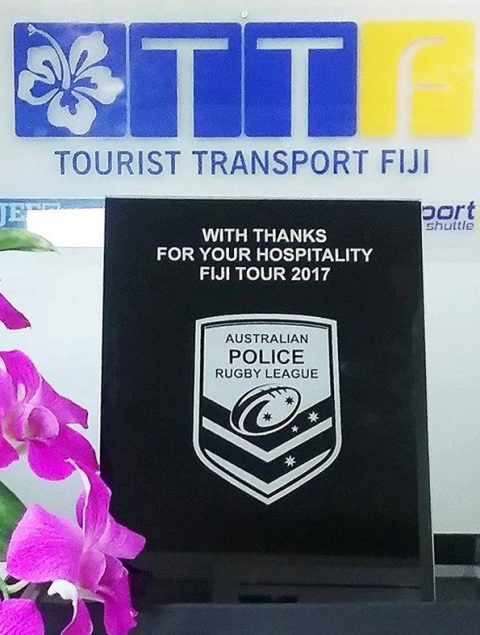 TTF
TOURIST TRANSPORT FIJI
shuttle
WITH THANKS
FOR YOUR HOSPITALITY
FIJI TOUR 2017
AUSTRALIAN
POLICE
RUGBY LEAGUE